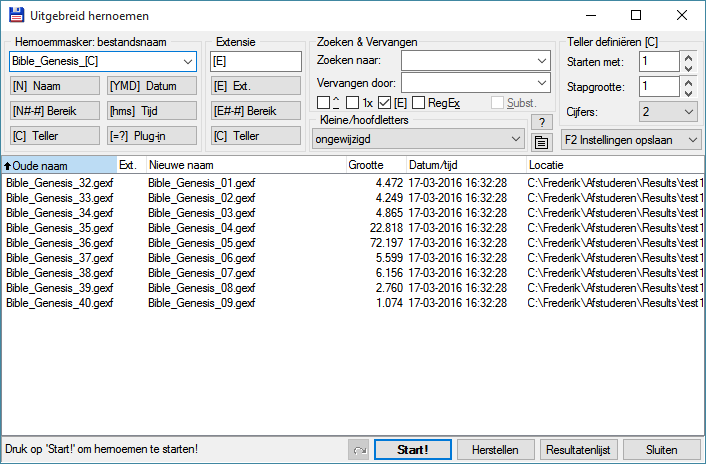 Uitgebreid hernoemen
Hernoemmasker: bestandsnaam
Bible_Genesis_[C]
[N] Naam
[YMD] Datum
[N#-#] Bereik
[hms] Tijd
[C] Teller
[=?] Plug-in
Extensie
[E]
[E] Ext.
[E#-#] Bereik
[C] Teller
Zoeken & Vervangen
Zoeken naar:
Vervangen door:
^ 1x [E] RegEx Subst.
Kleine/hoofdletters
ongewijzigd
?
Teller definiëren [C]
Starten met: 1
Stapgrootte: 1
Cijfers: 2
F2 Instellingen opslaan
Oude naam Ext. Nieuwe naam Grootte Datum/tijd Locatie
Bible_Genesis_32.gexf Bible_Genesis_01.gexf 4.472 17-03-2016 16:32:28 C:\Frederik\Afstuderen\Results\test1
Bible_Genesis_33.gexf Bible_Genesis_02.gexf 4.249 17-03-2016 16:32:28 C:\Frederik\Afstuderen\Results\test1
Bible_Genesis_34.gexf Bible_Genesis_03.gexf 4.865 17-03-2016 16:32:28 C:\Frederik\Afstuderen\Results\test1
Bible_Genesis_35.gexf Bible_Genesis_04.gexf 22.818 17-03-2016 16:32:28 C:\Frederik\Afstuderen\Results\test1
Bible_Genesis_36.gexf Bible_Genesis_05.gexf 72.197 17-03-2016 16:32:28 C:\Frederik\Afstuderen\Results\test1
Bible_Genesis_37.gexf Bible_Genesis_06.gexf 5.599 17-03-2016 16:32:28 C:\Frederik\Afstuderen\Results\test1
Bible_Genesis_38.gexf Bible_Genesis_07.gexf 6.156 17-03-2016 16:32:28 C:\Frederik\Afstuderen\Results\test1
Bible_Genesis_39.gexf Bible_Genesis_08.gexf 2.760 17-03-2016 16:32:28 C:\Frederik\Afstuderen\Results\test1
Bible_Genesis_40.gexf Bible_Genesis_09.gexf 1.074 17-03-2016 16:32:28 C:\Frederik\Afstuderen\Results\test1
Druk op 'Start!' om hernoemen te starten!
Start!
Herstellen
Resultatenlijst
Sluiten